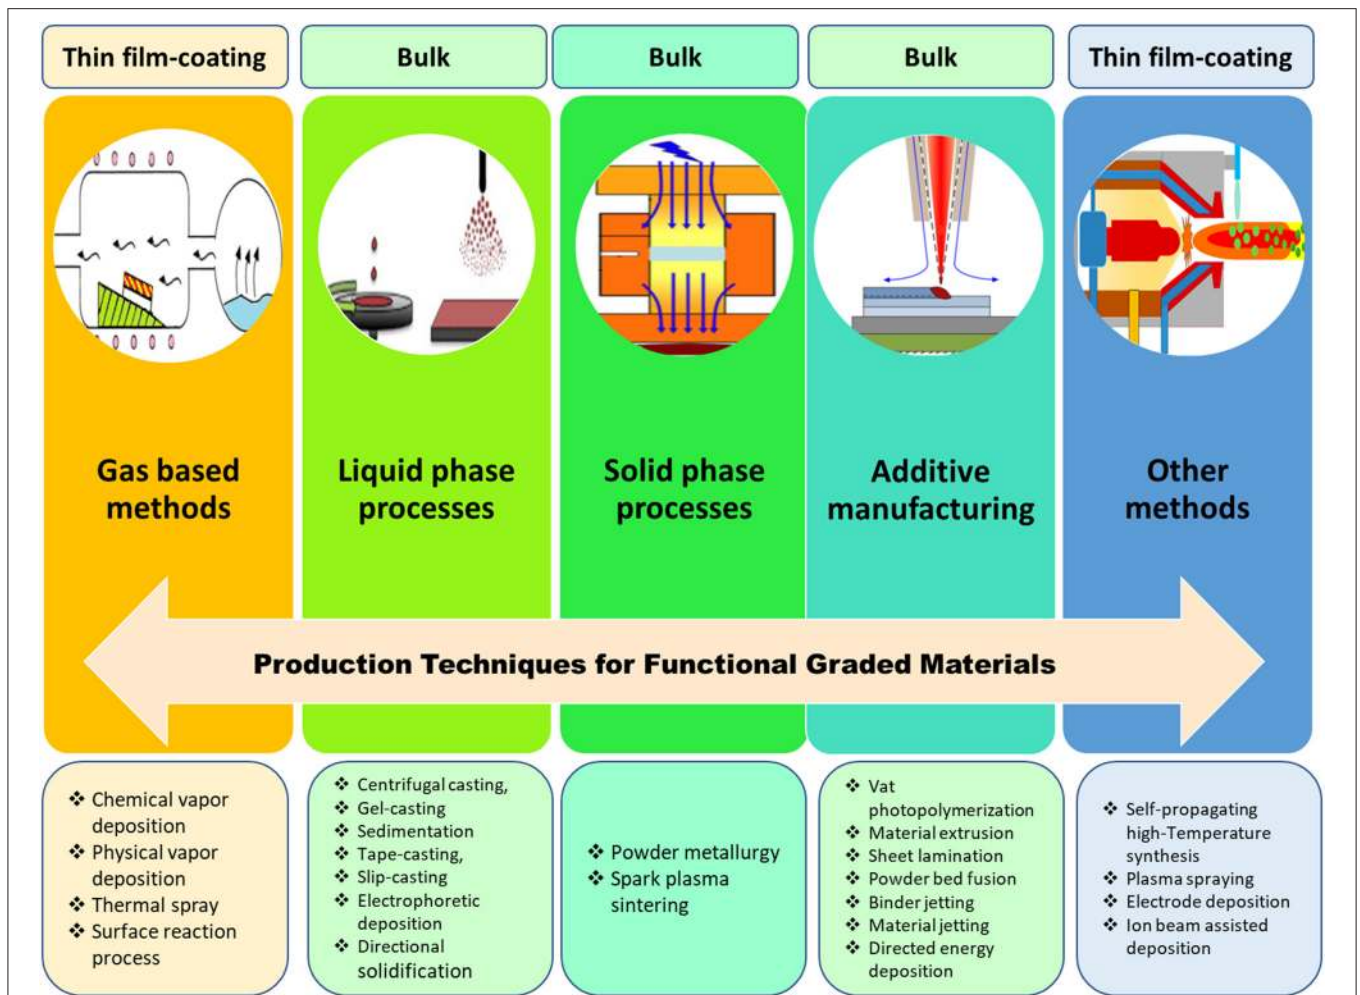 Thin film-coating
Bulk
Bulk
Bulk
Thin film-coating
Gas based
methods
Liquid phase
processes
Solid phase
processes
Additive
manufacturing
Other
methods
Production Techniques for Functional Graded Materials
❖ Chemical vapor
deposition
❖ Physical vapor
deposition
❖ Thermal spray
❖ Surface reaction
process
❖ Centrifugal casting,
❖ Gel-casting
❖ Sedimentation
❖ Tape-casting,
❖ Slip-casting
❖ Electrophoretic
deposition
❖ Directional
solidification
❖ Powder metallurgy
❖ Spark plasma
sintering
❖ Vat
photopolymerization
❖ Material extrusion
❖ Sheet lamination
❖ Powder bed fusion
❖ Binder jetting
❖ Material jetting
❖ Directed energy
deposition
❖ Self-propagating
high-Temperature
synthesis
❖ Plasma spraying
❖ Electrode deposition
❖ Ion beam assisted
deposition